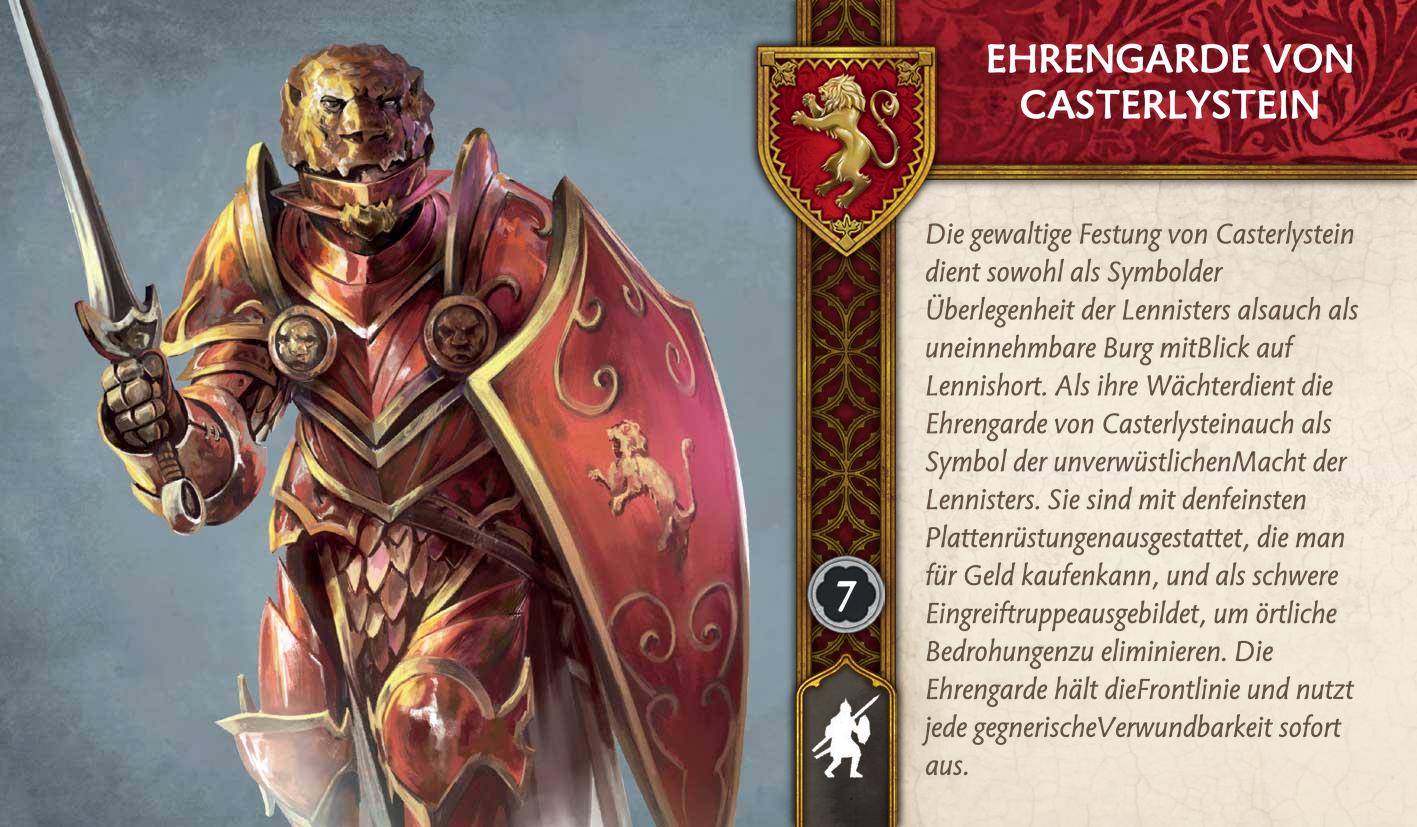 EHRENGARDE VON
CASTERLYSTEIN
Die gewaltige Festung von Casterlystein
dient sowohl als Symbolder
Überlegenheit der Lennisters alsauch als
uneinnehmbare Burg mitBlick auf
Lennishort. Als ihre Wächterdient die
Ehrengarde von Casterlysteinauch als
Symbol der unverwüstlichenMacht der
Lennisters. Sie sind mit denfeinsten
Plattenrüstungenausgestattet, die man
für Geld kaufenkann, und als schwere
Eingreiftruppeausgebildet, um örtliche
Bedrohungenzu eliminieren. Die
Ehrengarde hält dieFrontlinie und nutzt
jede gegnerischeVerwundbarkeit sofort
aus.
7